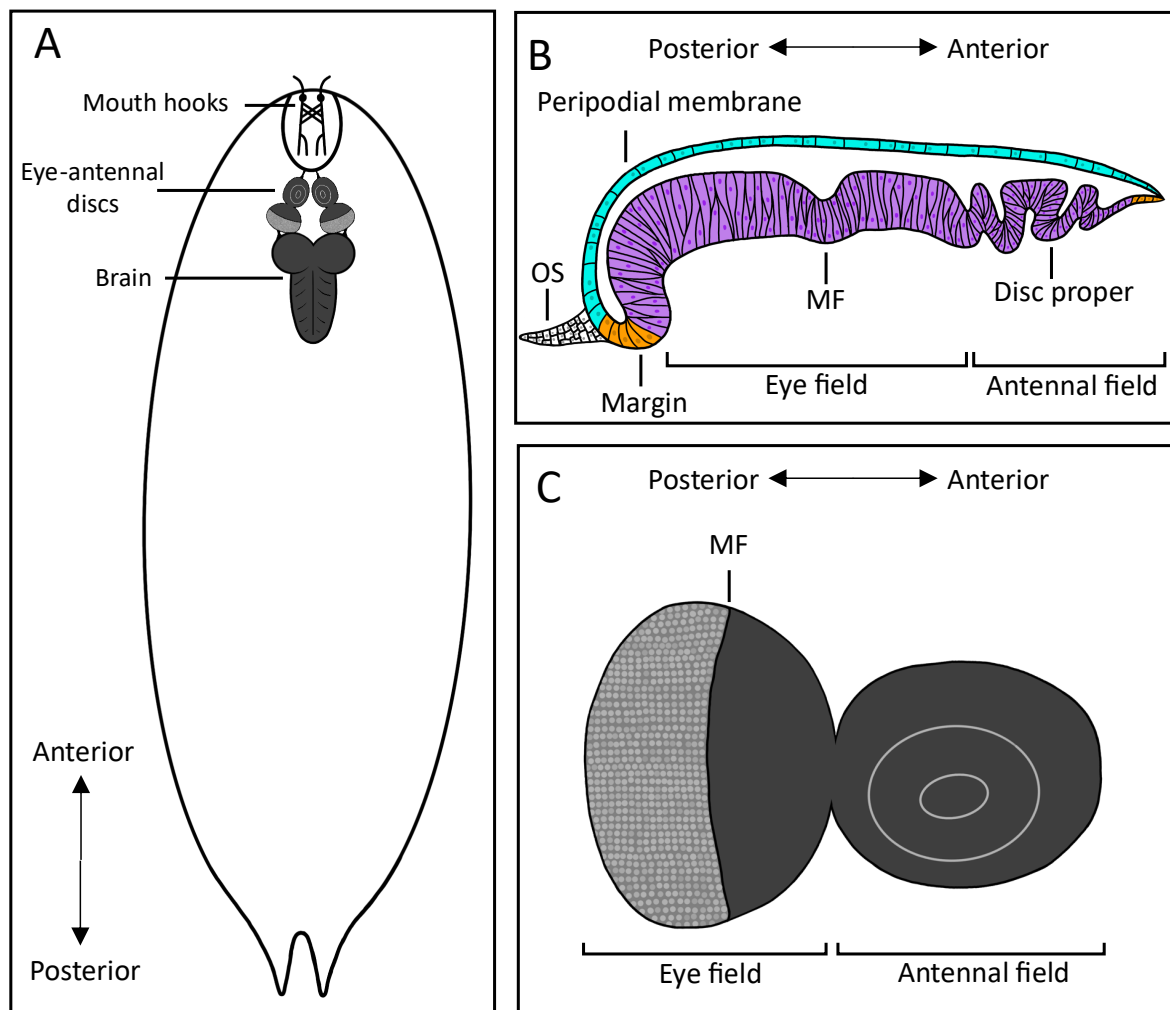 A
Mouth hooks
Eye-antennal
discs
Brain
Anterior
Posterior
B
Posterior
Anterior
Peripodial membrane
OS
MF
Disc proper
Eye field
Antennal field
Margin
C
Posterior
Anterior
MF
Eye field
Antennal field